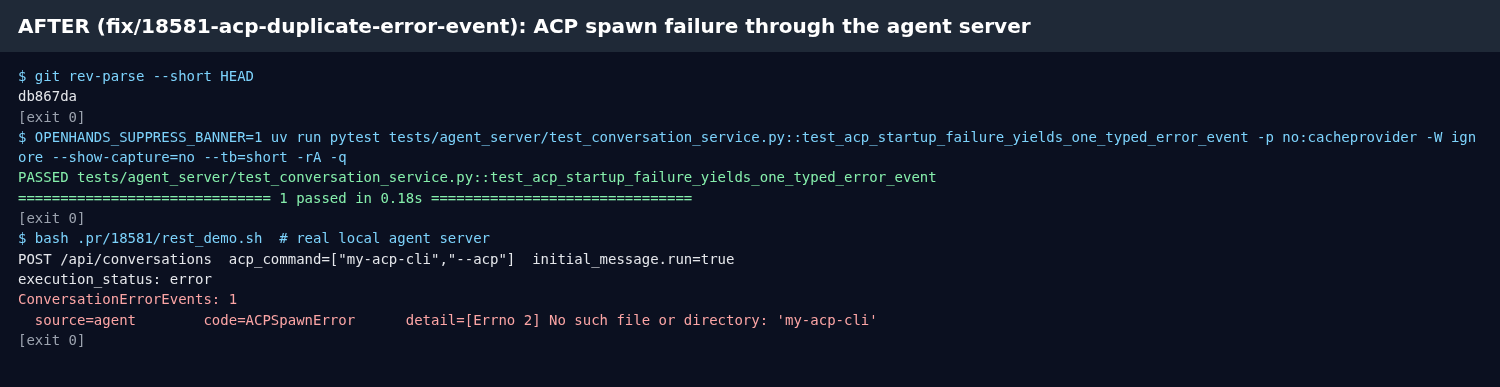 AFTER (fix/18581-acp-duplicate-error-event): ACP spawn failure through the agent server
$ git rev-parse --short HEAD
db867da
[exit 0]
$ OPENHANDS_SUPPRESS_BANNER=1 uv run pytest tests/agent_server/test_conversation_service.py::test_acp_startup_failure_yields_one_typed_error_event -p no:cacheprovider -W ign
ore --show-capture=no --tb=short -rA -q
PASSED tests/agent_server/test_conversation_service.py::test_acp_startup_failure_yields_one_typed_error_event
============================== 1 passed in 0.18s ===============================
[exit 0]
$ bash .pr/18581/rest_demo.sh  # real local agent server
POST /api/conversations  acp_command=["my-acp-cli","--acp"]  initial_message.run=true
execution_status: error
ConversationErrorEvents: 1
  source=agent        code=ACPSpawnError      detail=[Errno 2] No such file or directory: 'my-acp-cli'
[exit 0]